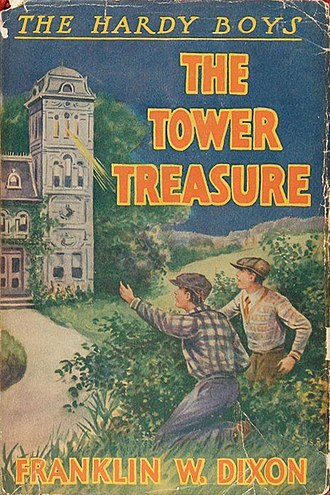 THE HARDY BOYS
THE
TOWER
TREASURE
FRANKLIN W. DIXON